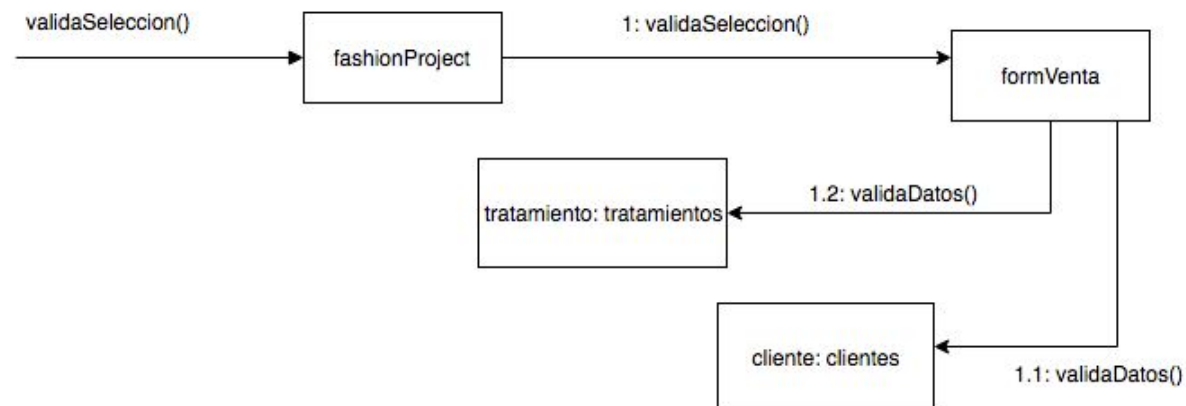 validaSeleccion()
fashionProject
1: validaSeleccion()
formVenta
tratamiento: tratamientos
1.2: validaDatos()
cliente: clientes
1.1: validaDatos()